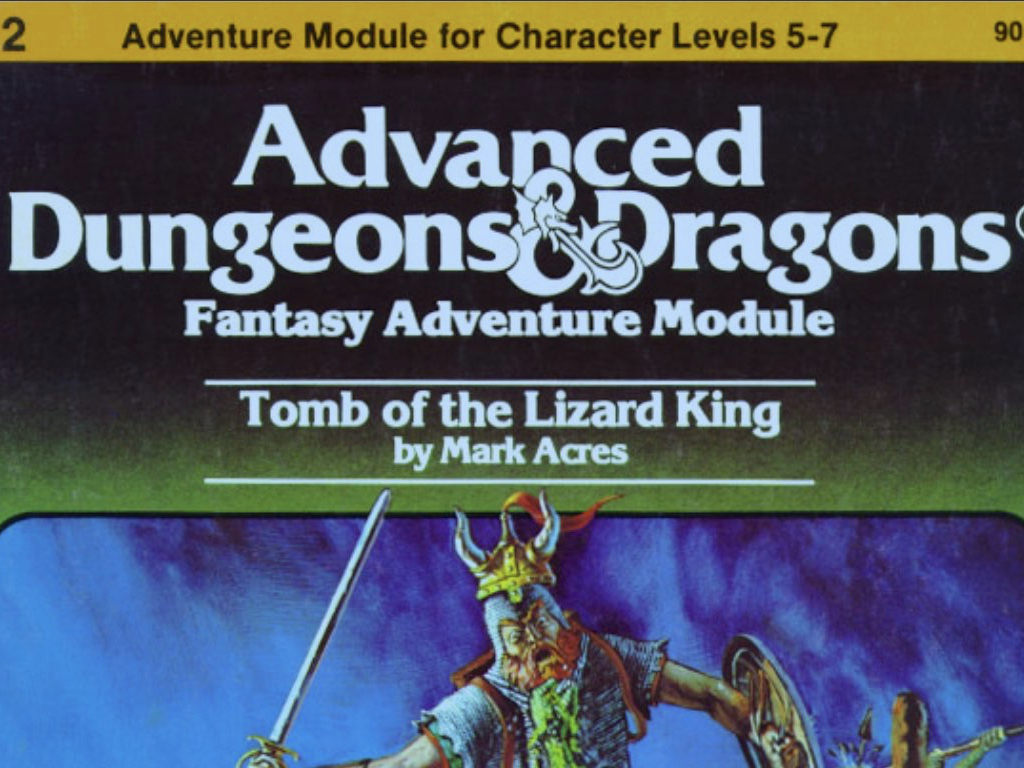 2 Adventure Module for Character Levels 5-7 90
Advanced
Dungeons & Dragons®
Fantasy Adventure Module
Tomb of the Lizard King
by Mark Acres